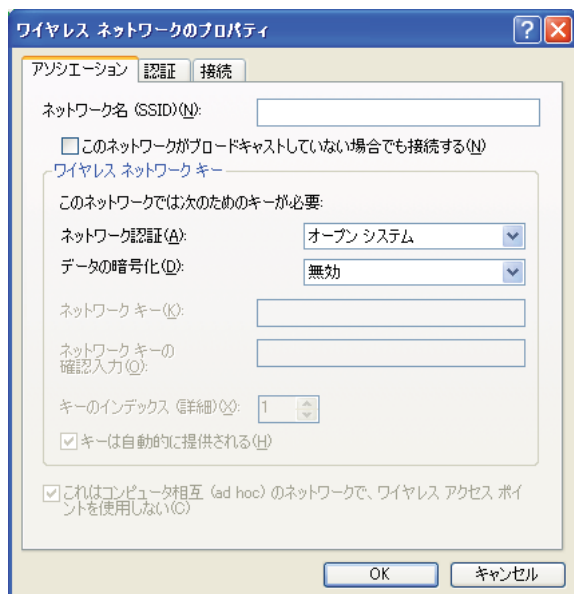 ワイヤレス ネットワークのプロパティ
アソシエーション 認証 接続
ネットワーク名 (SSID)(N):
このネットワークがブロードキャストしていない場合でも接続する(N)
ワイヤレス ネットワーク キー
このネットワークでは次のためのキーが必要:
ネットワーク認証(A): オープン システム
データの暗号化(D): 無効
ネットワーク キー(K):
ネットワーク キーの
確認入力(O):
キーのインデックス (詳細)(X): 1
キーは自動的に提供される(H)
これはコンピュータ相互 (ad hoc) のネットワークで、ワイヤレス アクセス ポイ
ントを使用しない(C)
OK キャンセル